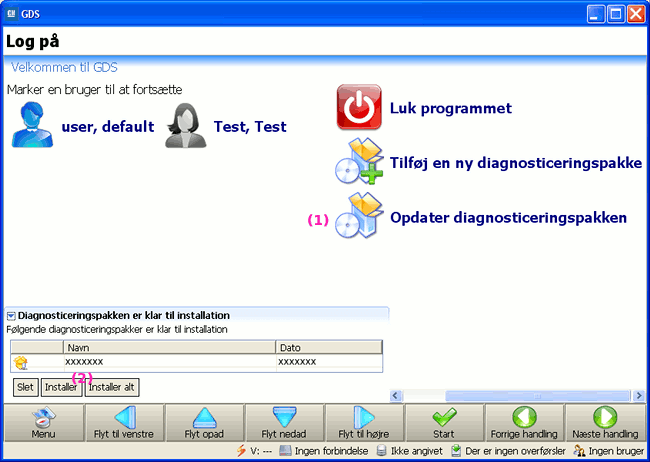 GM GDS
Log på
Velkommen til GDS
Marker en bruger til at fortsætte
user, default
Test, Test
Luk programmet
Tilføj en ny diagnosticeringspakke
(1) Opdater diagnosticeringspakken
Diagnosticeringspakken er klar til installation
Følgende diagnosticeringspakker er klar til installation
Navn Dato
xxxxxxx xxxxxxx
(2)
Slet Installer Installer alt
Menu Flyt til venstre Flyt opad Flyt nedad Flyt til højre Start Forrige handling Næste handling
V: --- Ingen forbindelse Ikke angivet Der er ingen overførsler Ingen bruger